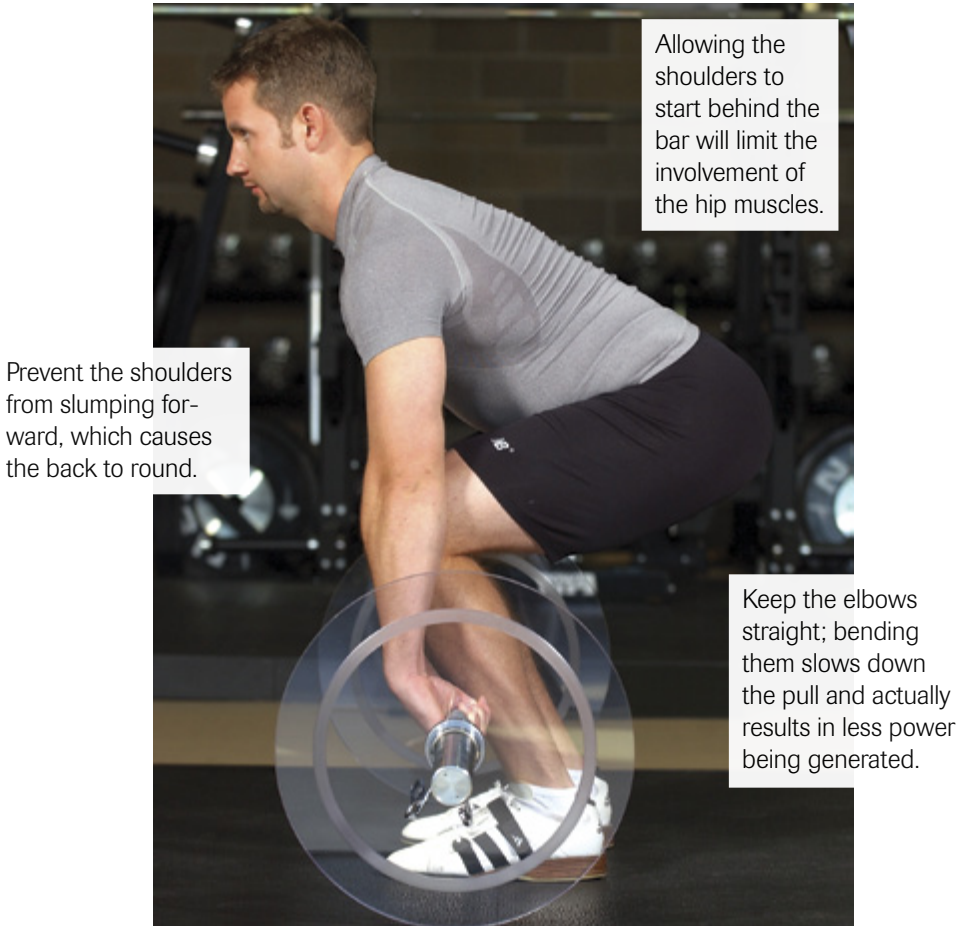 Allowing the
shoulders to
start behind the
bar will limit the
involvement of
the hip muscles.
Prevent the shoulders
from slumping for-
ward, which causes
the back to round.
Keep the elbows
straight; bending
them slows down
the pull and actually
results in less power
being generated.